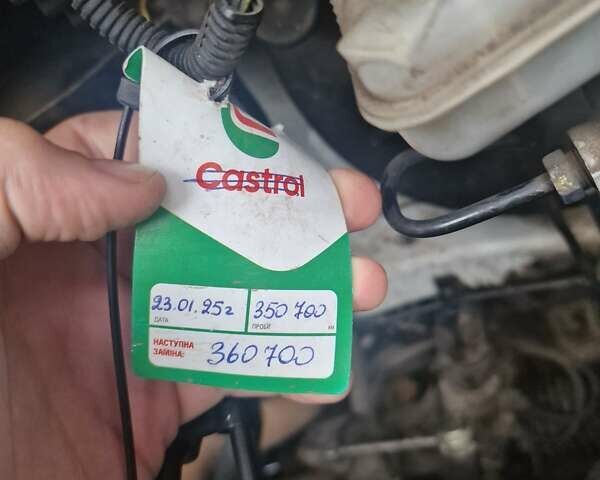 Castrol
23.01.25г 350 700
ДАТА ПРОБІГ км
НАСТУПНА 360 700
ЗАМІНА: